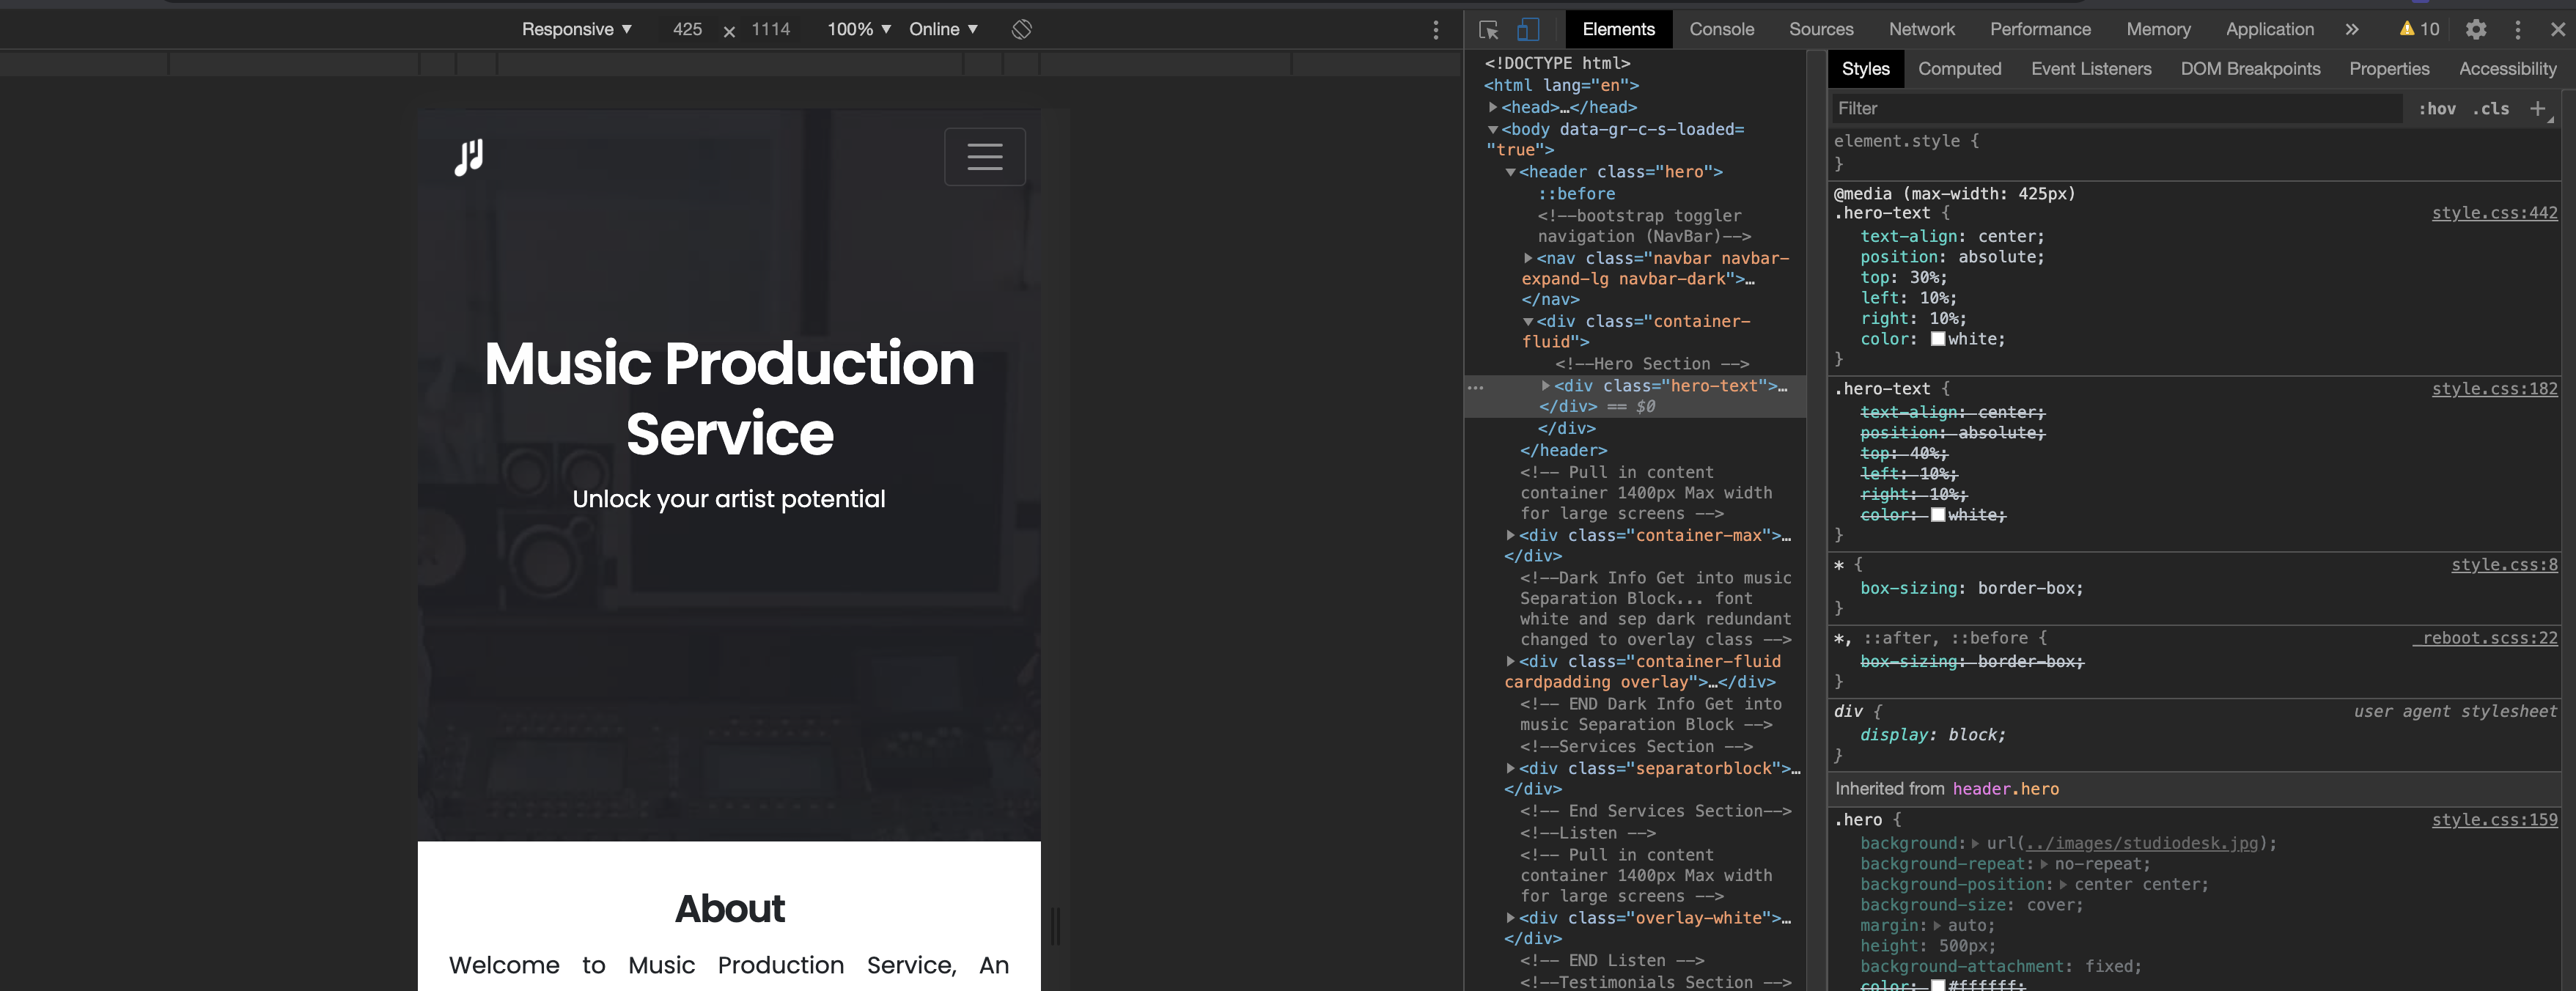 Responsive ▼ 425 × 1114 100% ▼ Online ▼
Elements Console Sources Network Performance Memory Application » 10
Music Production
Service
Unlock your artist potential
About
Welcome to Music Production Service, An
<!DOCTYPE html>
<html lang="en">
<head>…</head>
<body data-gr-c-s-loaded=
"true">
<header class="hero">
::before
<!--bootstrap toggler
navigation (NavBar)-->
<nav class="navbar navbar-
expand-lg navbar-dark">…
</nav>
<div class="container-
fluid">
<!--Hero Section -->
… <div class="hero-text">…
</div> == $0
</div>
</header>
<!-- Pull in content
container 1400px Max width
for large screens -->
<div class="container-max">…
</div>
<!--Dark Info Get into music
Separation Block... font
white and sep dark redundant
changed to overlay class -->
<div class="container-fluid
cardpadding overlay">…</div>
<!-- END Dark Info Get into
music Separation Block -->
<!--Services Section -->
<div class="separatorblock">…
</div>
<!-- End Services Section-->
<!--Listen -->
<!-- Pull in content
container 1400px Max width
for large screens -->
<div class="overlay-white">…
</div>
<!-- END Listen -->
<!--Testimonials Section -->
Styles Computed Event Listeners DOM Breakpoints Properties Accessibility
Filter :hov .cls +
element.style {
}
@media (max-width: 425px)
.hero-text { style.css:442
text-align: center;
position: absolute;
top: 30%;
left: 10%;
right: 10%;
color: white;
}
.hero-text { style.css:182
text-align: center;
position: absolute;
top: 40%;
left: 10%;
right: 10%;
color: white;
}
* { style.css:8
box-sizing: border-box;
}
*, ::after, ::before { _reboot.scss:22
box-sizing: border-box;
}
div { user agent stylesheet
display: block;
}
Inherited from header.hero
.hero { style.css:159
background: url(../images/studiodesk.jpg);
background-repeat: no-repeat;
background-position: center center;
background-size: cover;
margin: auto;
height: 500px;
background-attachment: fixed;
color: #ffffff;